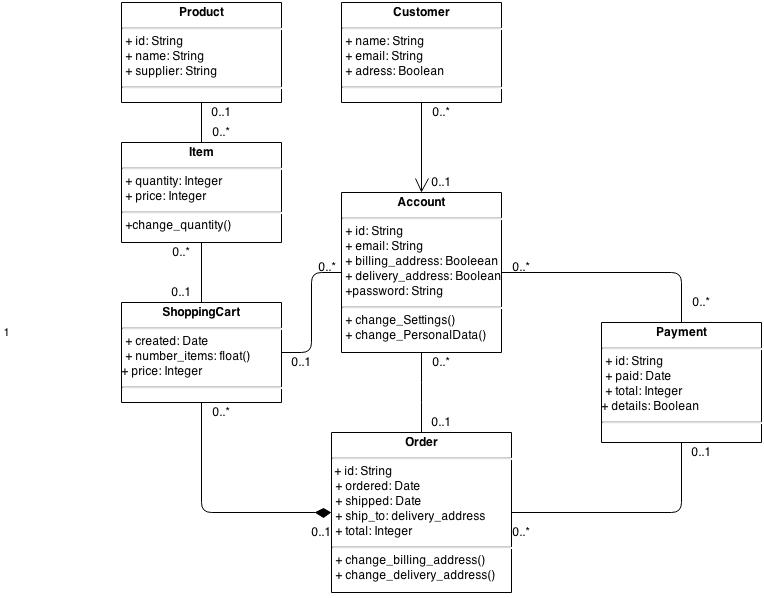 Product
+ id: String
+ name: String
+ supplier: String
0..1
0..*
Item
+ quantity: Integer
+ price: Integer
+change_quantity()
0..*
0..1
ShoppingCart
+ created: Date
+ number_items: float()
+ price: Integer
0..*
1
Customer
+ name: String
+ email: String
+ adress: Boolean
0..*
0..1
Account
+ id: String
+ email: String
+ billing_address: Booleean
+ delivery_address: Boolean
+password: String
+ change_Settings()
+ change_PersonalData()
0..*
0..1
0..*
0..*
0..*
0..1
Payment
+ id: String
+ paid: Date
+ total: Integer
+ details: Boolean
0..1
Order
+ id: String
+ ordered: Date
+ shipped: Date
+ ship_to: delivery_address
+ total: Integer
+ change_billing_address()
+ change_delivery_address()
0..1
0..*